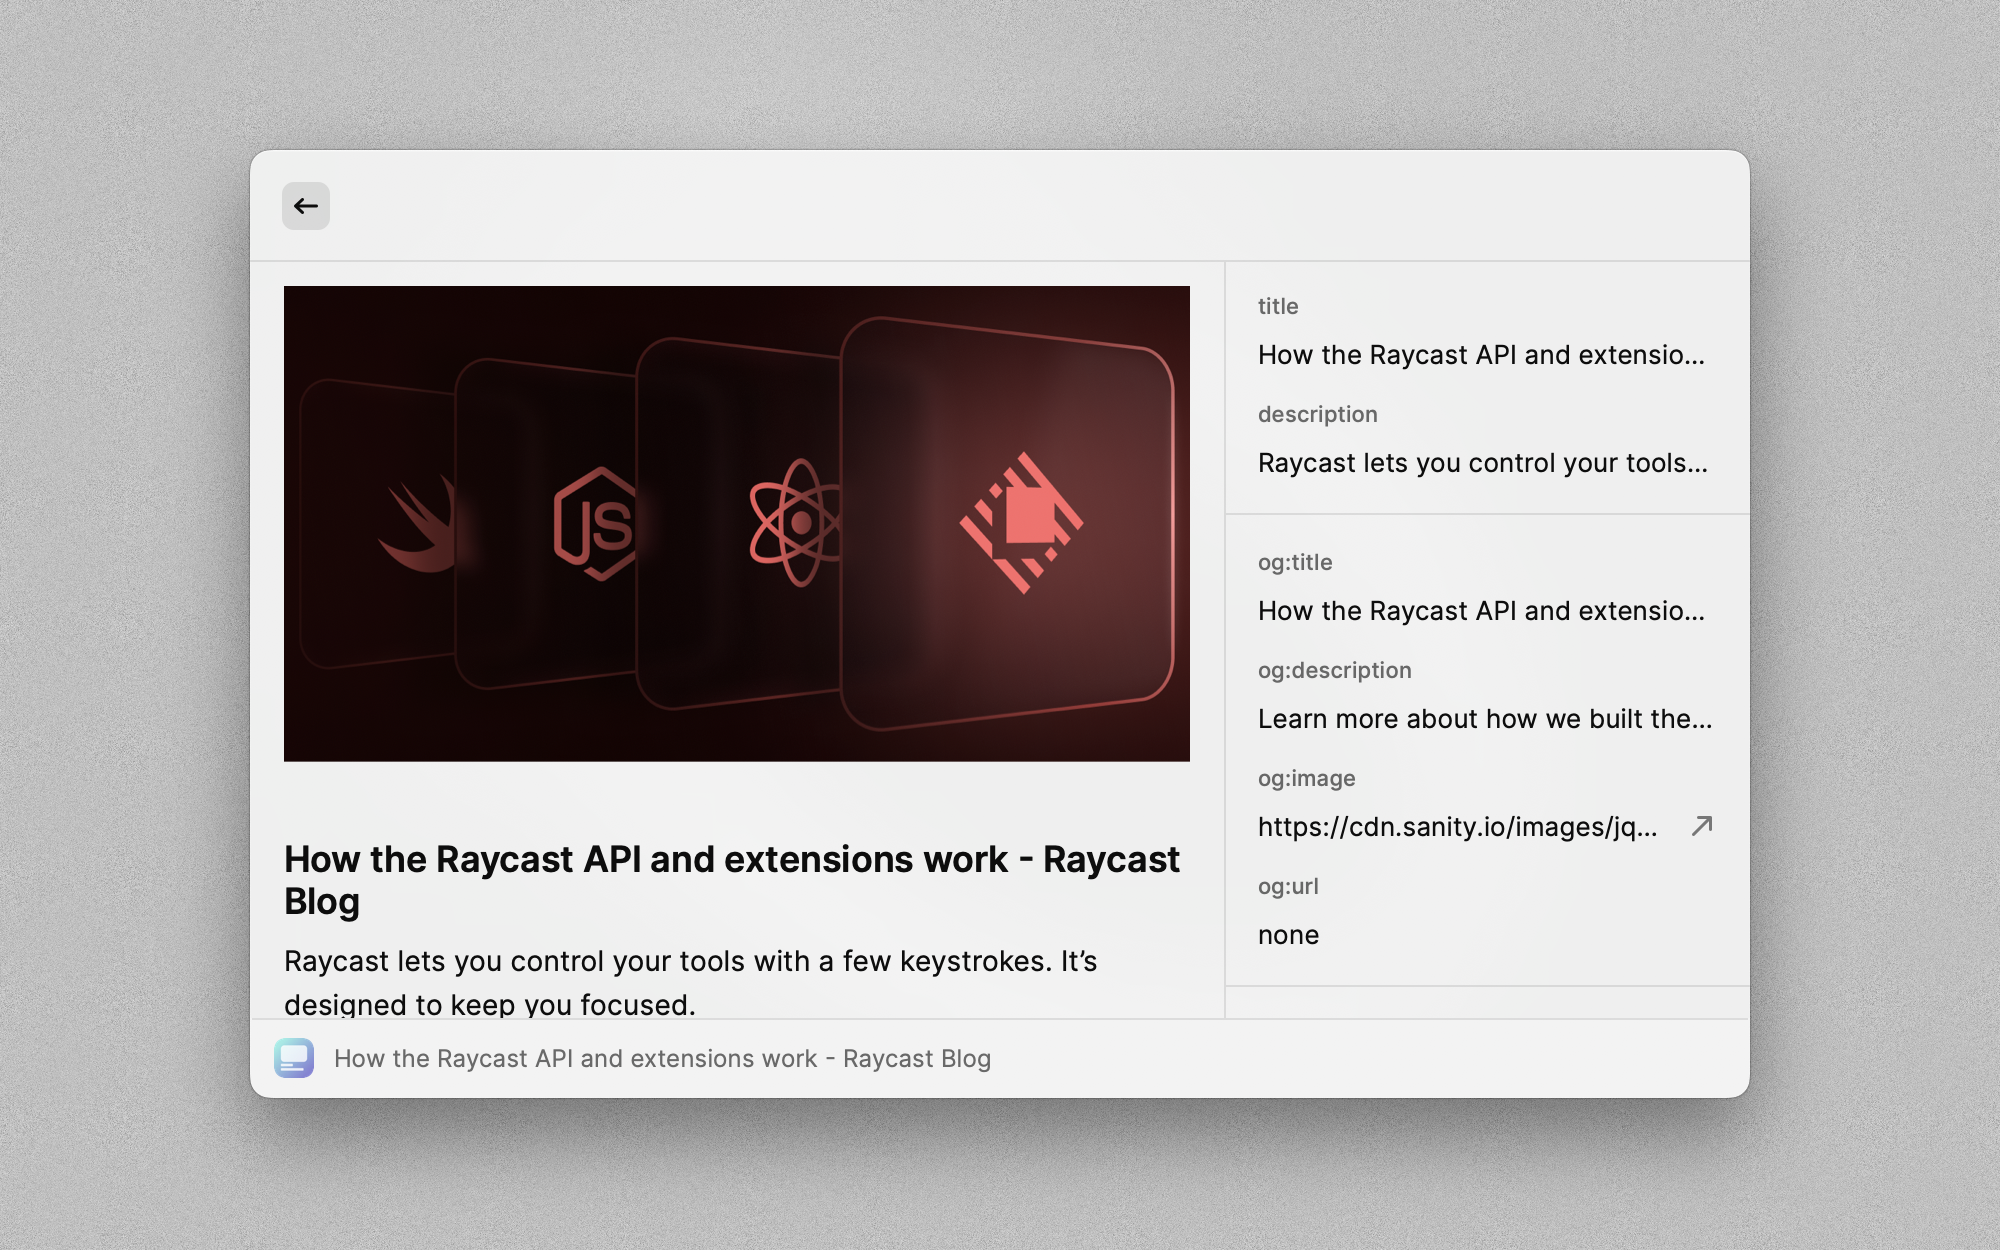 JS
How the Raycast API and extensions work - Raycast
Blog
Raycast lets you control your tools with a few keystrokes. It’s
designed to keep you focused.
title
How the Raycast API and extensio...
description
Raycast lets you control your tools...
og:title
How the Raycast API and extensio...
og:description
Learn more about how we built the...
og:image
https://cdn.sanity.io/images/jq...
og:url
none
How the Raycast API and extensions work - Raycast Blog